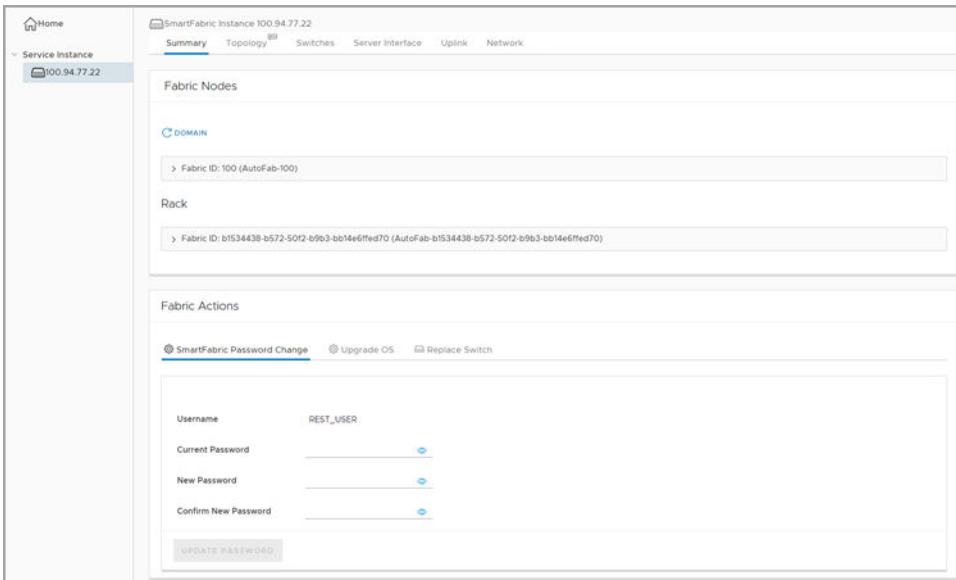 Home
SmartFabric Instance 100.94.77.22
Summary Topology Switches Server Interface Uplink Network
Service Instance
100.94.77.22
Fabric Nodes
DOMAIN
Fabric ID: 100 (AutoFab-100)
Rack
Fabric ID: b1534438-b572-50f2-b9b3-bb14e6ffed70 (AutoFab-b1534438-b572-50f2-b9b3-bb14e6ffed70)
Fabric Actions
SmartFabric Password Change Upgrade OS Replace Switch
Username REST_USER
Current Password
New Password
Confirm New Password
UPDATE PASSWORD